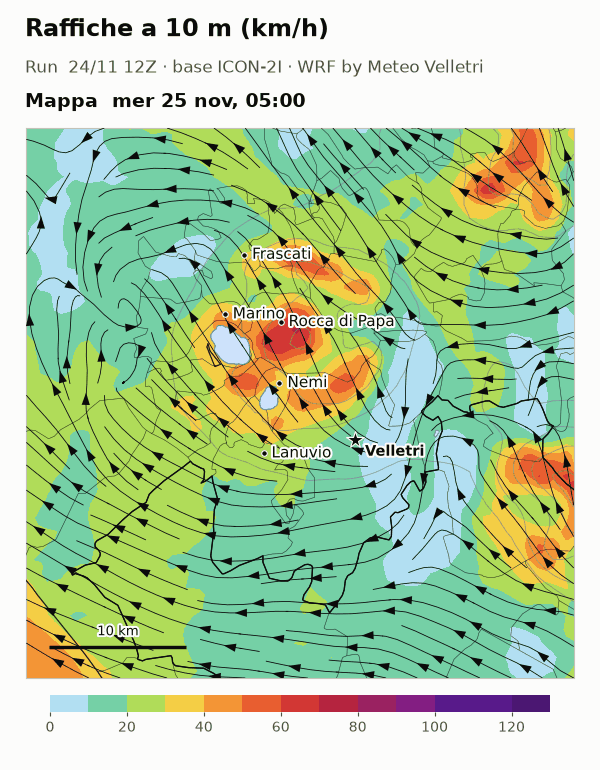 Raffiche a 10 m (km/h)
Run 24/11 12Z · base ICON-2I · WRF by Meteo Velletri
Mappa mer 25 nov, 05:00
Frascati
Marino
Rocca di Papa
Nemi
Velletri
Lanuvio
10 km
0 20 40 60 80 100 120